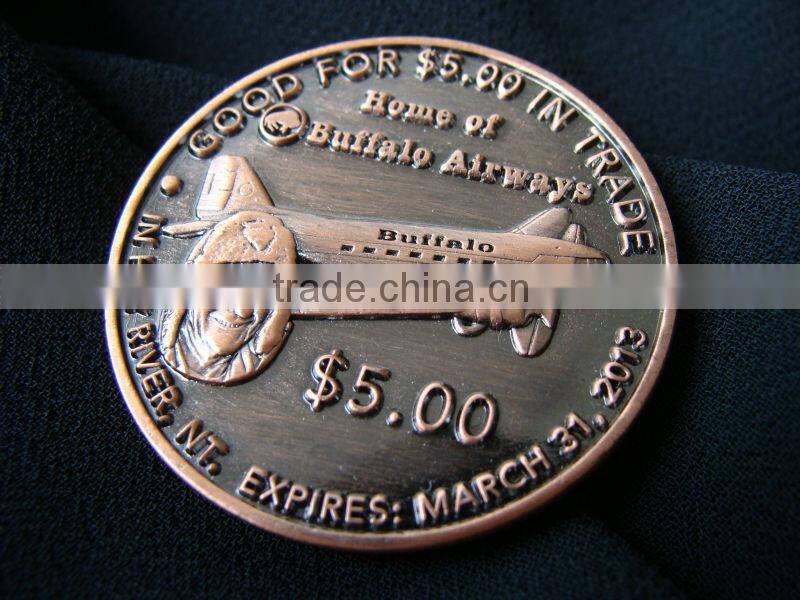 GOOD FOR $5.00 IN TRADE
Home of
Buffalo Airways
Buffalo
trade.china.cn
$5.00
IN RIVER, NT. EXPIRES: MARCH 31, 2013